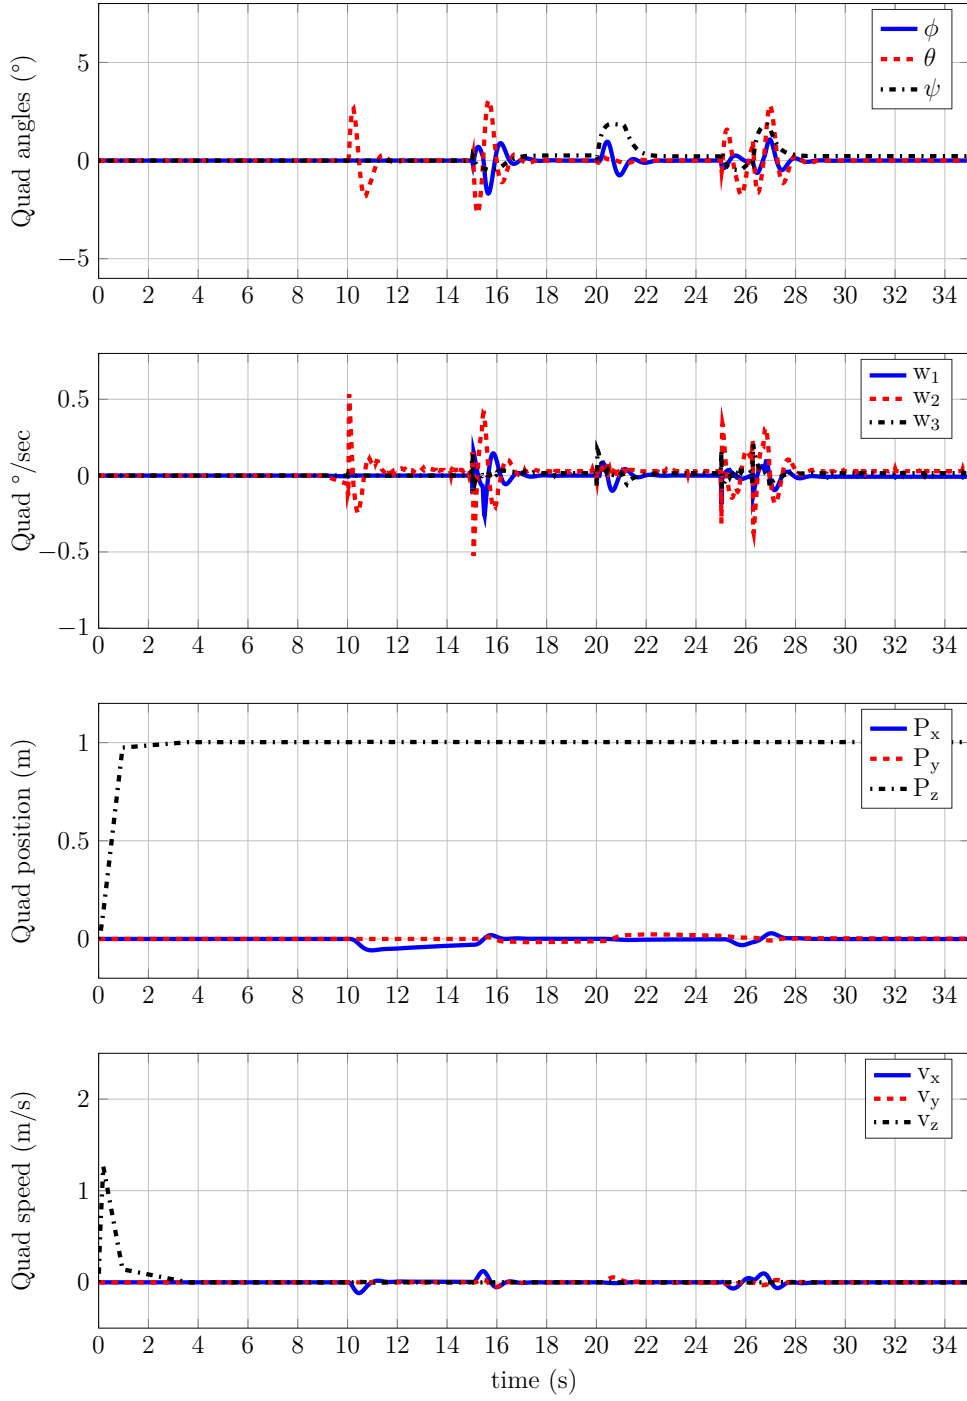 Quad angles (°)
5
0
−5
ϕ
θ
ψ
0 2 4 6 8 10 12 14 16 18 20 22 24 26 28 30 32 34
Quad °/sec
0.5
0
−0.5
−1
w1
w2
w3
0 2 4 6 8 10 12 14 16 18 20 22 24 26 28 30 32 34
Quad position (m)
1
0.5
0
Px
Py
Pz
0 2 4 6 8 10 12 14 16 18 20 22 24 26 28 30 32 34
Quad speed (m/s)
2
1
0
vx
vy
vz
0 2 4 6 8 10 12 14 16 18 20 22 24 26 28 30 32 34
time (s)